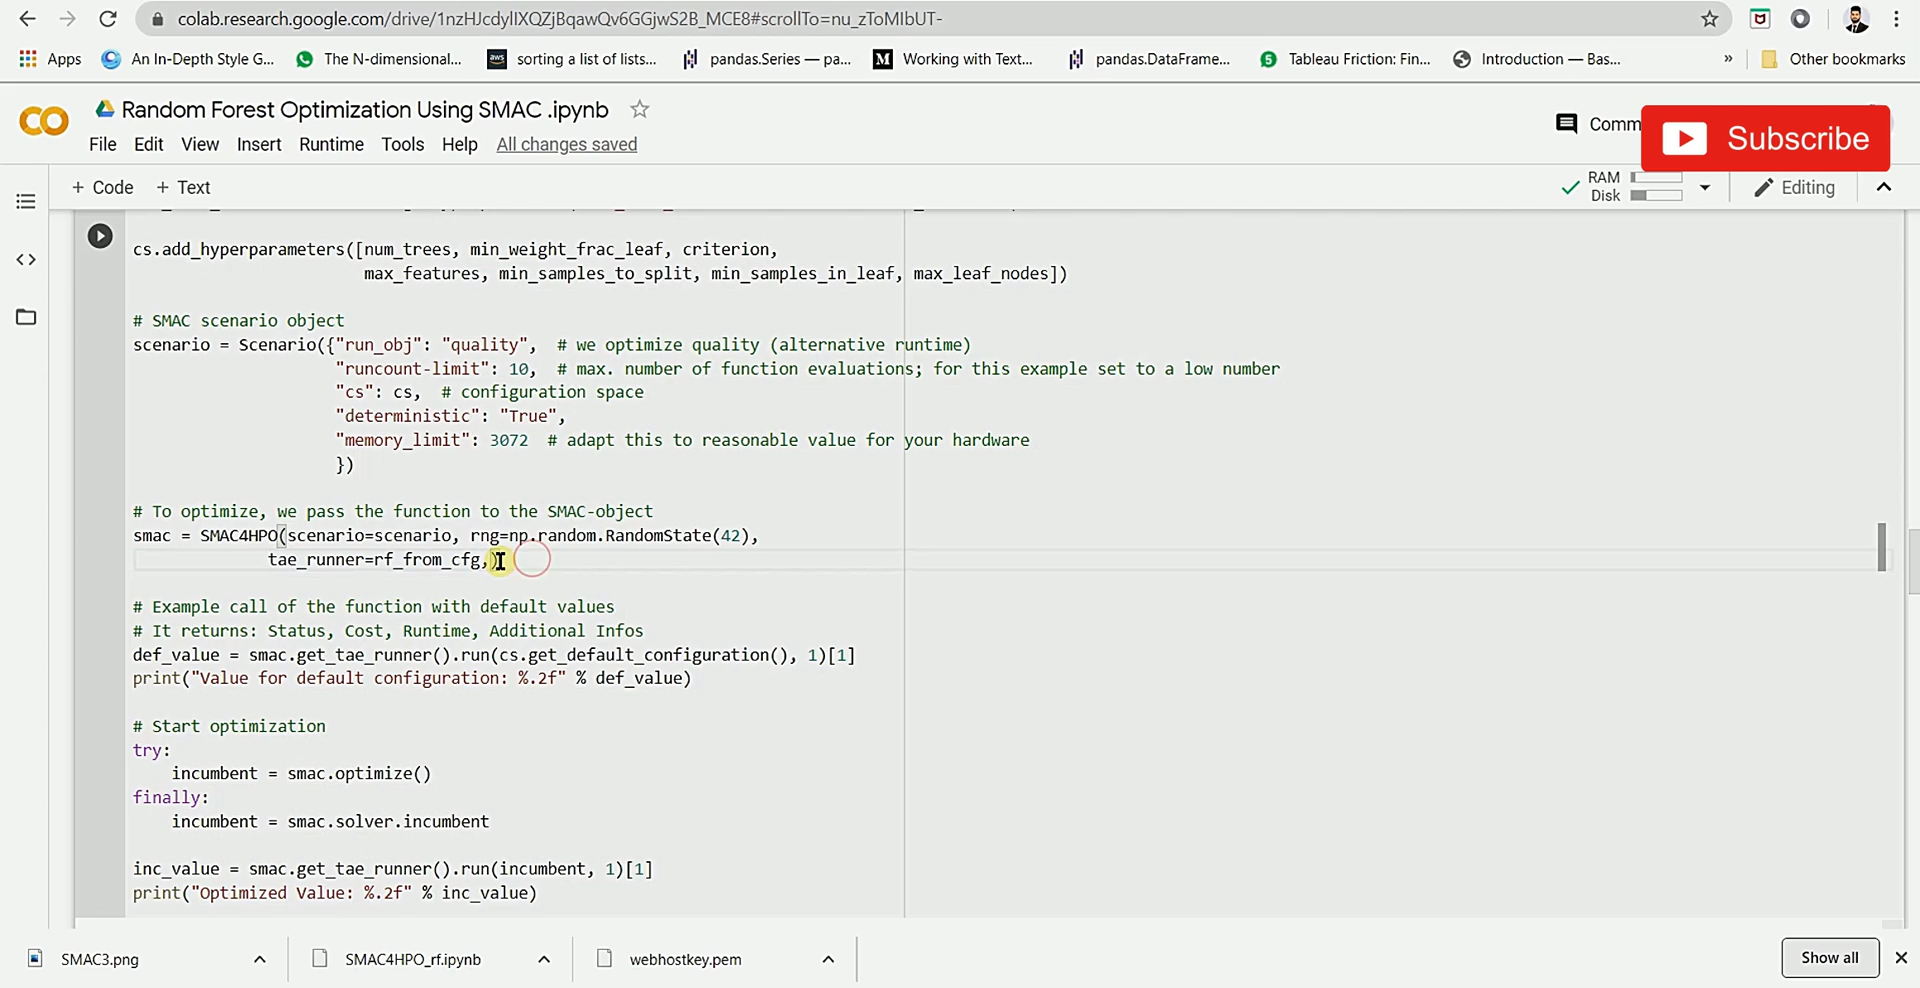 colab.research.google.com/drive/1nzHJcdylIXQZjBqawQv6GGjwS2B_MCE8#scrollTo=nu_zToMIbUT-
Apps An In-Depth Style G... The N-dimensional... aws sorting a list of lists... pandas.Series — pa... M Working with Text... pandas.DataFrame... 5 Tableau Friction: Fin... Introduction — Bas... » Other bookmarks
CO Random Forest Optimization Using SMAC .ipynb
Comm
Subscribe
File Edit View Insert Runtime Tools Help All changes saved
+ Code + Text
RAM
Disk
Editing
cs.add_hyperparameters([num_trees, min_weight_frac_leaf, criterion,
max_features, min_samples_to_split, min_samples_in_leaf, max_leaf_nodes])
# SMAC scenario object
scenario = Scenario({"run_obj": "quality",  # we optimize quality (alternative runtime)
"runcount-limit": 10,  # max. number of function evaluations; for this example set to a low number
"cs": cs,  # configuration space
"deterministic": "True",
"memory_limit": 3072  # adapt this to reasonable value for your hardware
})
# To optimize, we pass the function to the SMAC-object
smac = SMAC4HPO(scenario=scenario, rng=np.random.RandomState(42),
tae_runner=rf_from_cfg,)
# Example call of the function with default values
# It returns: Status, Cost, Runtime, Additional Infos
def_value = smac.get_tae_runner().run(cs.get_default_configuration(), 1)[1]
print("Value for default configuration: %.2f" % def_value)
# Start optimization
try:
incumbent = smac.optimize()
finally:
incumbent = smac.solver.incumbent
inc_value = smac.get_tae_runner().run(incumbent, 1)[1]
print("Optimized Value: %.2f" % inc_value)
SMAC3.png SMAC4HPO_rf.ipynb webhostkey.pem Show all